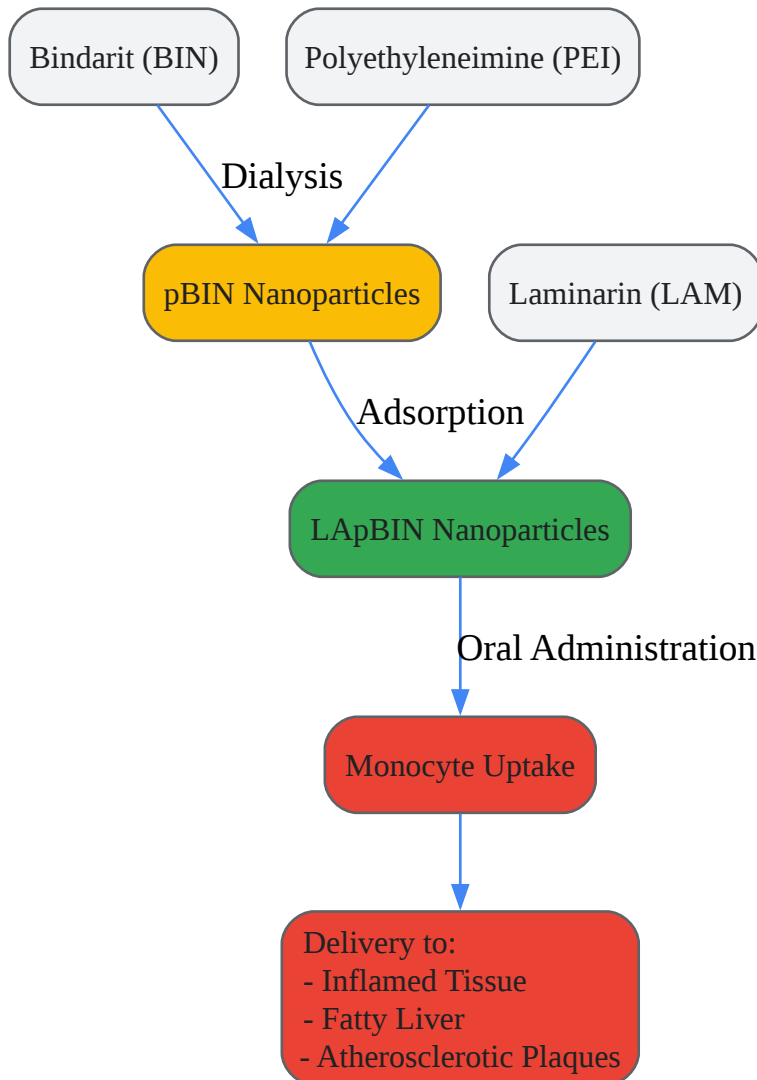 Bindarit (BIN)
Polyethyleneimine (PEI)
Dialysis
pBIN Nanoparticles
Laminarin (LAM)
Adsorption
LApBIN Nanoparticles
Oral Administration
Monocyte Uptake
Delivery to:
- Inflamed Tissue
- Fatty Liver
- Atherosclerotic Plaques